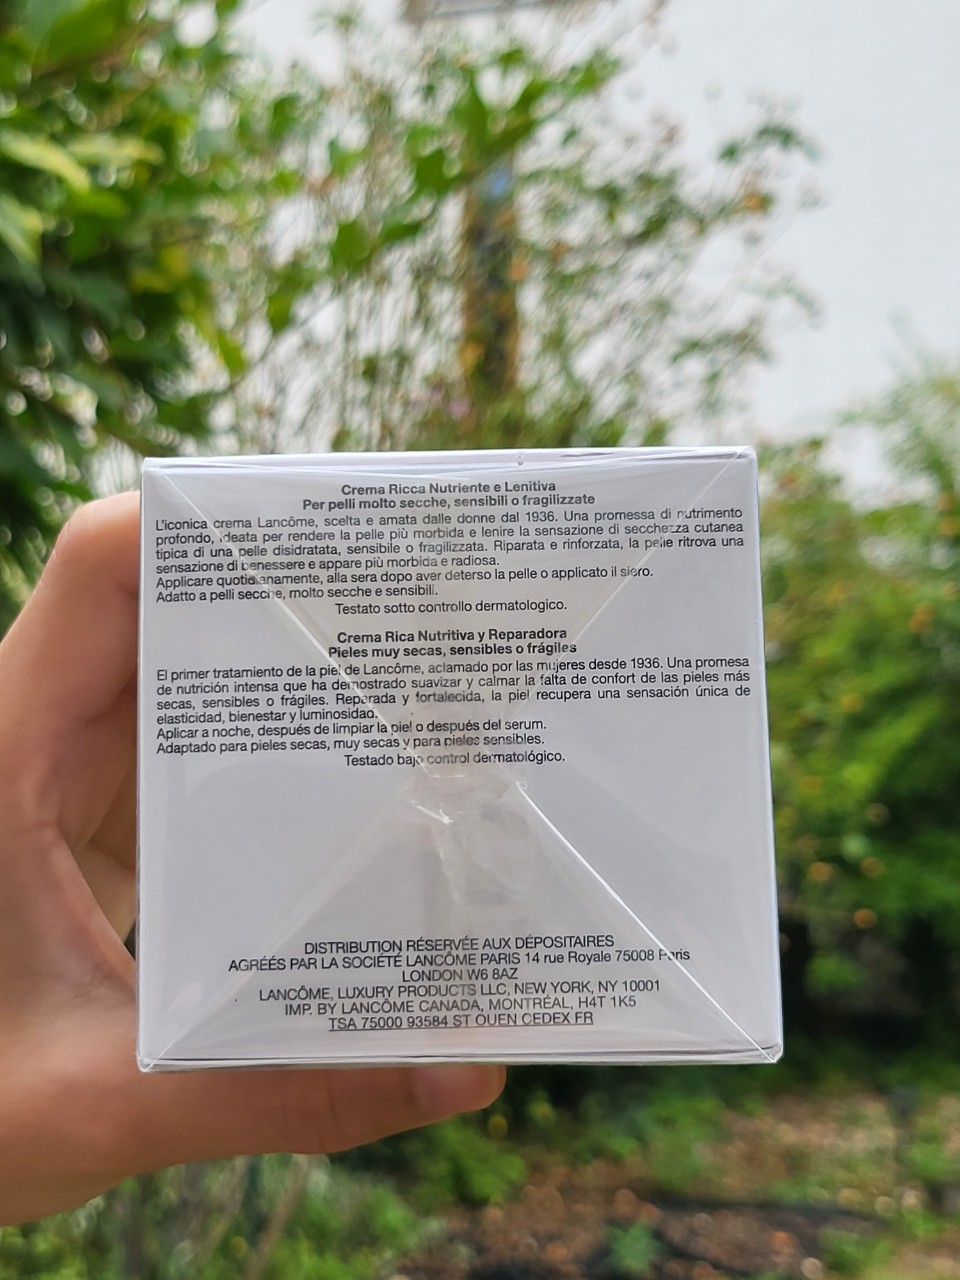 Crema Ricca Nutriente e Lenitiva
Per pelli molto secche, sensibili o fragilizzate
L'iconica crema Lancôme, scelta e amata dalle donne dal 1936. Una promessa di nutrimento
profondo, ideata per rendere la pelle più morbida e lenire la sensazione di secchezza cutanea
tipica di una pelle disidratata, sensibile o fragilizzata. Riparata e rinforzata, la pelle ritrova una
sensazione di benessere e appare più morbida e radiosa.
Applicare quotidianamente, alla sera dopo aver deterso la pelle o applicato il siero.
Adatto a pelli secche, molto secche e sensibili.
Testato sotto controllo dermatologico.
Crema Rica Nutritiva y Reparadora
Pieles muy secas, sensibles o frágiles
El primer tratamiento de la piel de Lancôme, aclamado por las mujeres desde 1936. Una promesa
de nutrición intensa que ha demostrado suavizar y calmar la falta de confort de las pieles más
secas, sensibles o frágiles. Reparada y fortalecida, la piel recupera una sensación única de
elasticidad, bienestar y luminosidad.
Aplicar a noche, después de limpiar la piel o después del serum.
Adaptado para pieles secas, muy secas y para pieles sensibles.
Testado bajo control dermatológico.
DISTRIBUTION RÉSERVÉE AUX DÉPOSITAIRES
AGRÉÉS PAR LA SOCIÉTÉ LANCÔME PARIS 14 rue Royale 75008 Paris
LONDON W6 8AZ
LANCÔME, LUXURY PRODUCTS LLC, NEW YORK, NY 10001
IMP. BY LANCÔME CANADA, MONTRÉAL, H4T 1K5
TSA 75000 93584 ST OUEN CEDEX FR